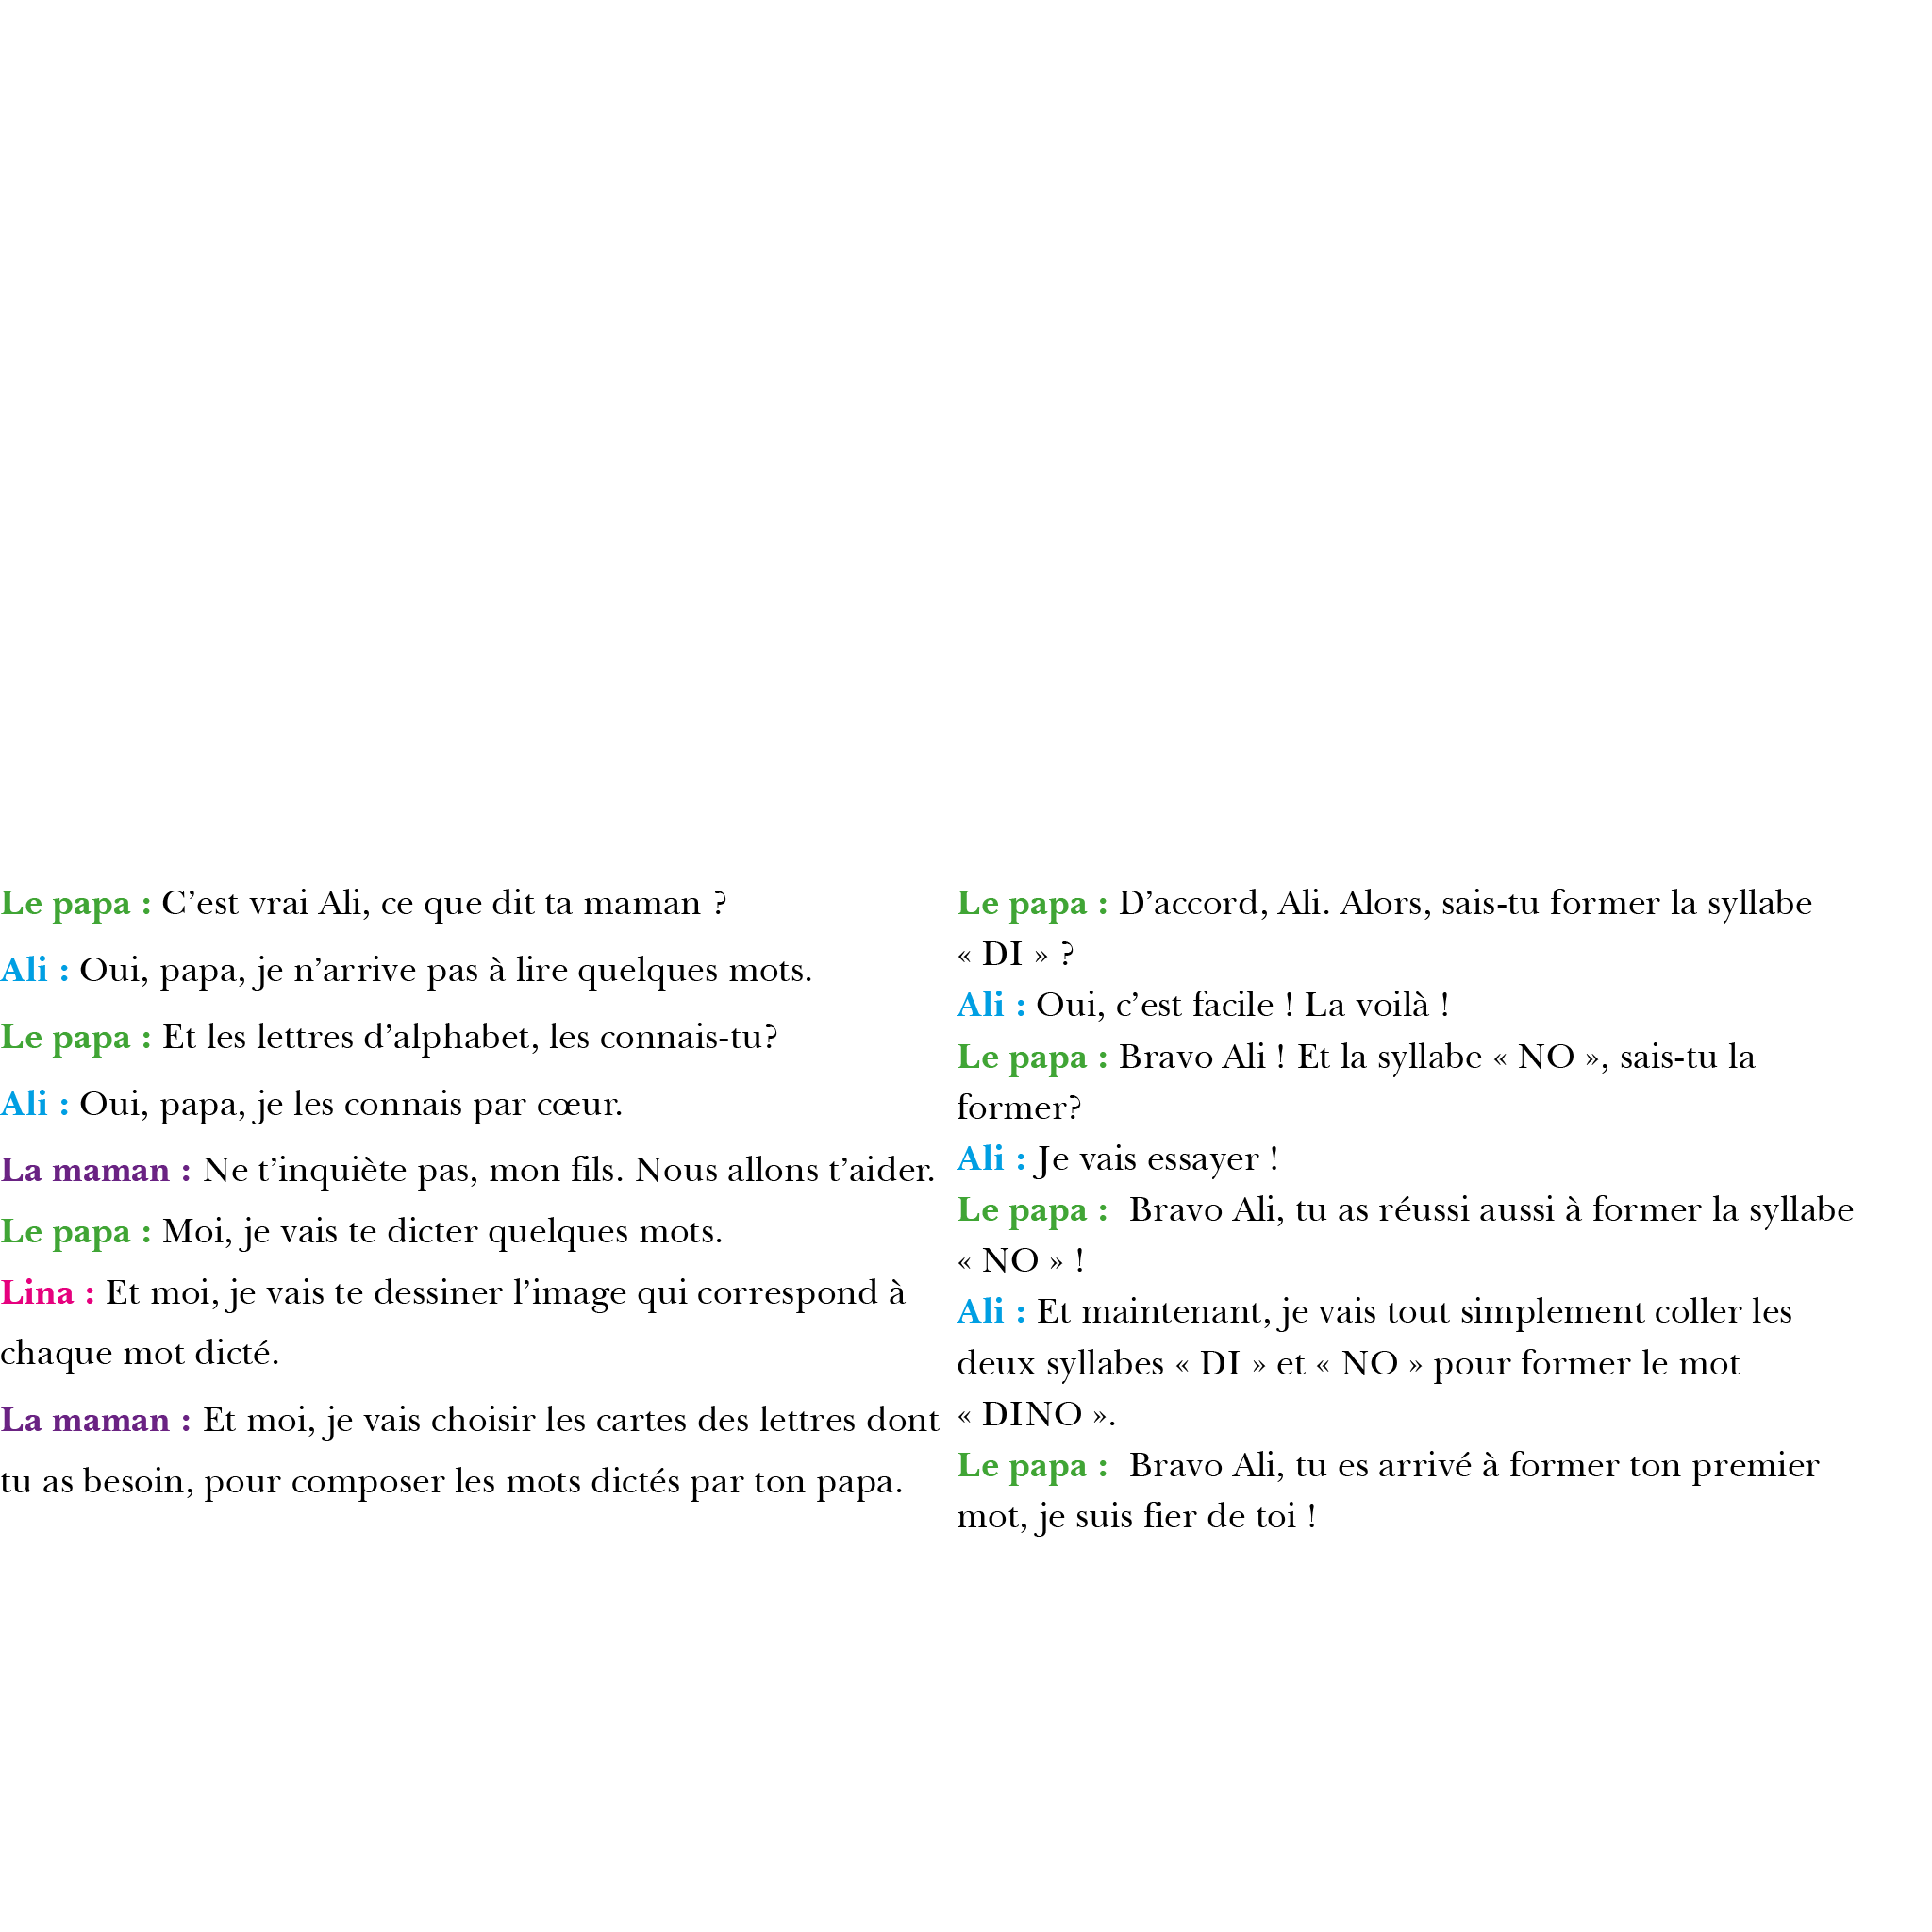 Le papa : C’est vrai Ali, ce que dit ta maman ?
Ali : Oui, papa, je n’arrive pas à lire quelques mots.
Le papa : Et les lettres d’alphabet, les connais-tu?
Ali : Oui, papa, je les connais par cœur.
La maman : Ne t’inquiète pas, mon fils. Nous allons t’aider.
Le papa : Moi, je vais te dicter quelques mots.
Lina : Et moi, je vais te dessiner l’image qui correspond à
chaque mot dicté.
La maman : Et moi, je vais choisir les cartes des lettres dont
tu as besoin, pour composer les mots dictés par ton papa.
Le papa : D’accord, Ali. Alors, sais-tu former la syllabe
« DI » ?
Ali : Oui, c’est facile ! La voilà !
Le papa : Bravo Ali ! Et la syllabe « NO », sais-tu la
former?
Ali : Je vais essayer !
Le papa :  Bravo Ali, tu as réussi aussi à former la syllabe
« NO » !
Ali : Et maintenant, je vais tout simplement coller les
deux syllabes « DI » et « NO » pour former le mot
« DINO ».
Le papa :  Bravo Ali, tu es arrivé à former ton premier
mot, je suis fier de toi !